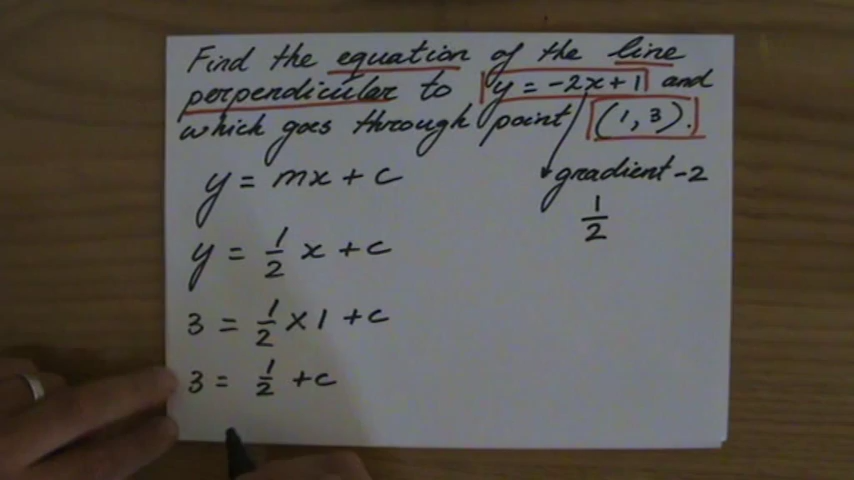 Find the equation of the line
perpendicular to y = -2x+1 and
which goes through point (1, 3).
gradient -2
1/2
y = mx + c
y = 1/2 x + c
3 = 1/2 × 1 + c
3 = 1/2 + c